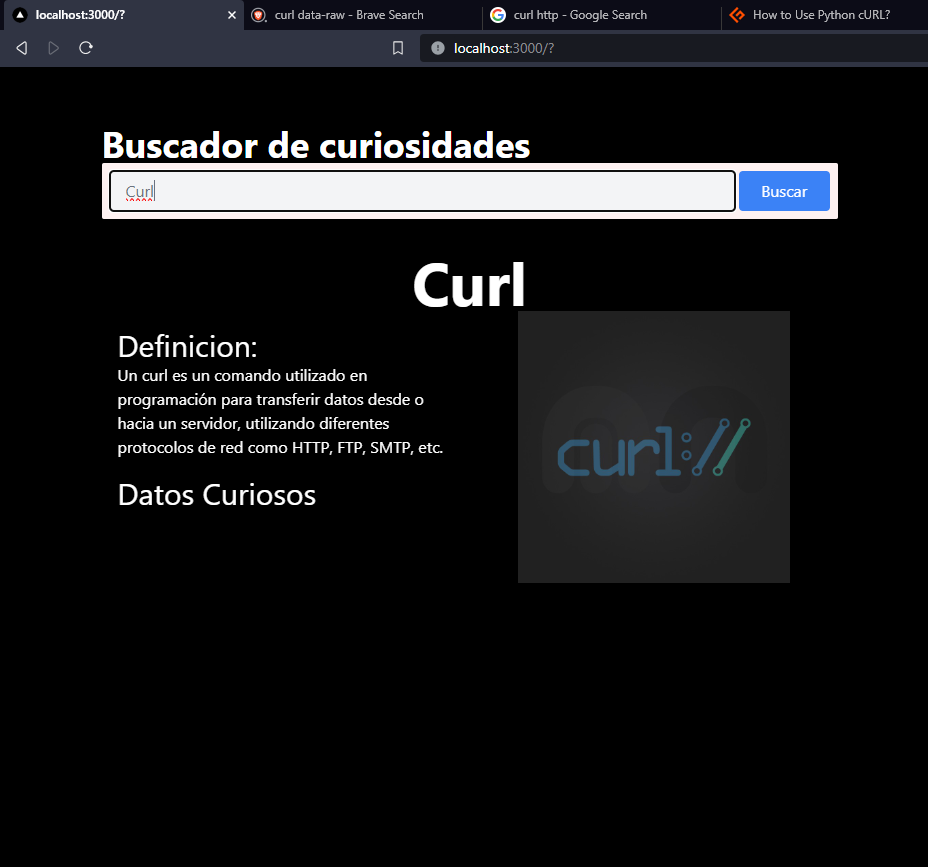 localhost:3000/?
curl data-raw - Brave Search
curl http - Google Search
How to Use Python cURL?
localhost:3000/?
Buscador de curiosidades
Curl
Buscar
Curl
Definicion:
Un curl es un comando utilizado en
programación para transferir datos desde o
hacia un servidor, utilizando diferentes
protocolos de red como HTTP, FTP, SMTP, etc.
curl://
Datos Curiosos